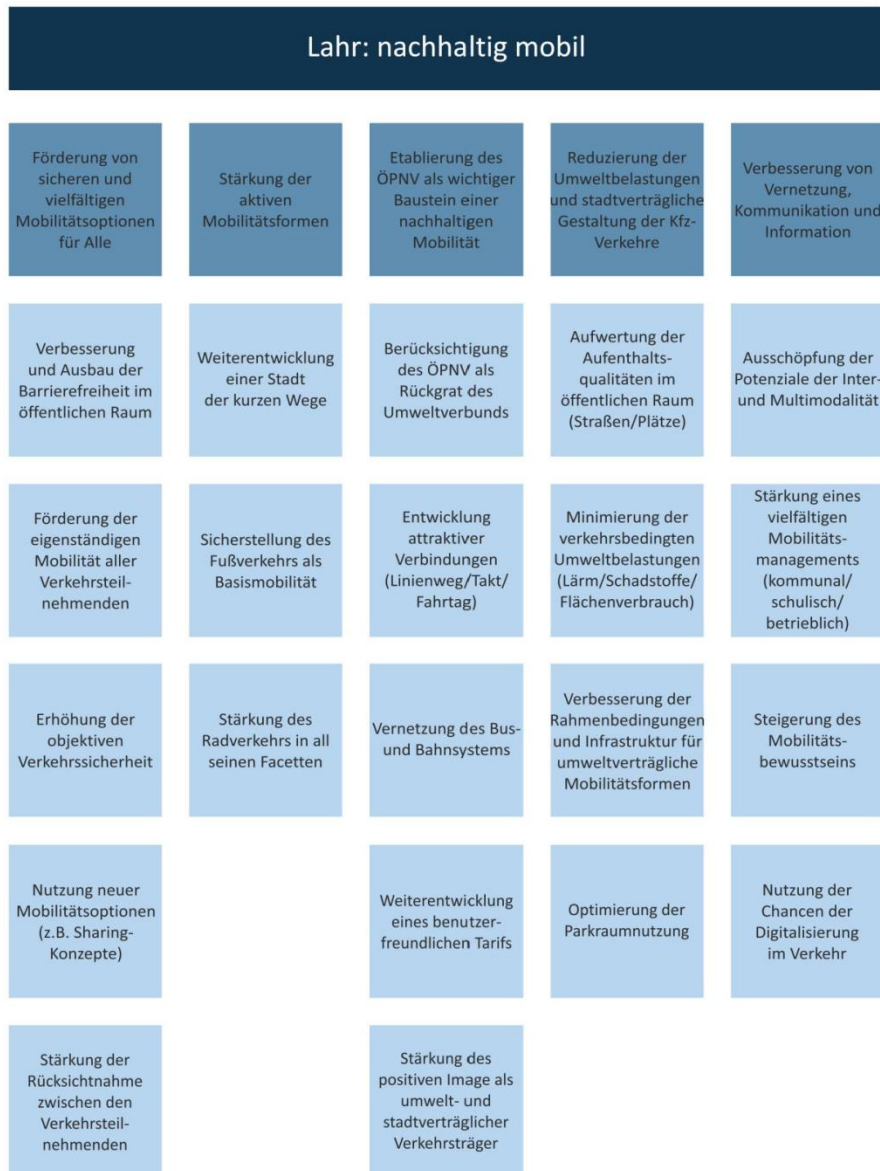 Lahr: nachhaltig mobil
Förderung von
sicheren und
vielfältigen
Mobilitätsoptionen
für Alle
Stärkung der
aktiven
Mobilitätsformen
Etablierung des
ÖPNV als wichtiger
Baustein einer
nachhaltigen
Mobilität
Reduzierung der
Umweltbelastungen
und stadtverträgliche
Gestaltung der Kfz-
Verkehre
Verbesserung von
Vernetzung,
Kommunikation und
Information
Verbesserung
und Ausbau der
Barrierefreiheit im
öffentlichen Raum
Weiterentwicklung
einer Stadt
der kurzen Wege
Berücksichtigung
des ÖPNV als
Rückgrat des
Umweltverbunds
Aufwertung der
Aufenthalts-
qualitäten im
öffentlichen Raum
(Straßen/Plätze)
Ausschöpfung der
Potenziale der Inter-
und Multimodalität
Förderung der
eigenständigen
Mobilität aller
Verkehrsteil-
nehmenden
Sicherstellung des
Fußverkehrs als
Basismobilität
Entwicklung
attraktiver
Verbindungen
(Linienweg/Takt/
Fahrtag)
Minimierung der
verkehrsbedingten
Umweltbelastungen
(Lärm/Schadstoffe/
Flächenverbrauch)
Stärkung eines
vielfältigen
Mobilitäts-
managements
(kommunal/
schulisch/
betrieblich)
Erhöhung der
objektiven
Verkehrssicherheit
Stärkung des
Radverkehrs in all
seinen Facetten
Vernetzung des Bus-
und Bahnsystems
Verbesserung der
Rahmenbedingungen
und Infrastruktur für
umweltverträgliche
Mobilitätsformen
Steigerung des
Mobilitäts-
bewusstseins
Nutzung neuer
Mobilitätsoptionen
(z.B. Sharing-
Konzepte)
Weiterentwicklung
eines benutzer-
freundlichen Tarifs
Optimierung der
Parkraumnutzung
Nutzung der
Chancen der
Digitalisierung
im Verkehr
Stärkung der
Rücksichtnahme
zwischen den
Verkehrsteil-
nehmenden
Stärkung des
positiven Image als
umwelt- und
stadtverträglicher
Verkehrsträger